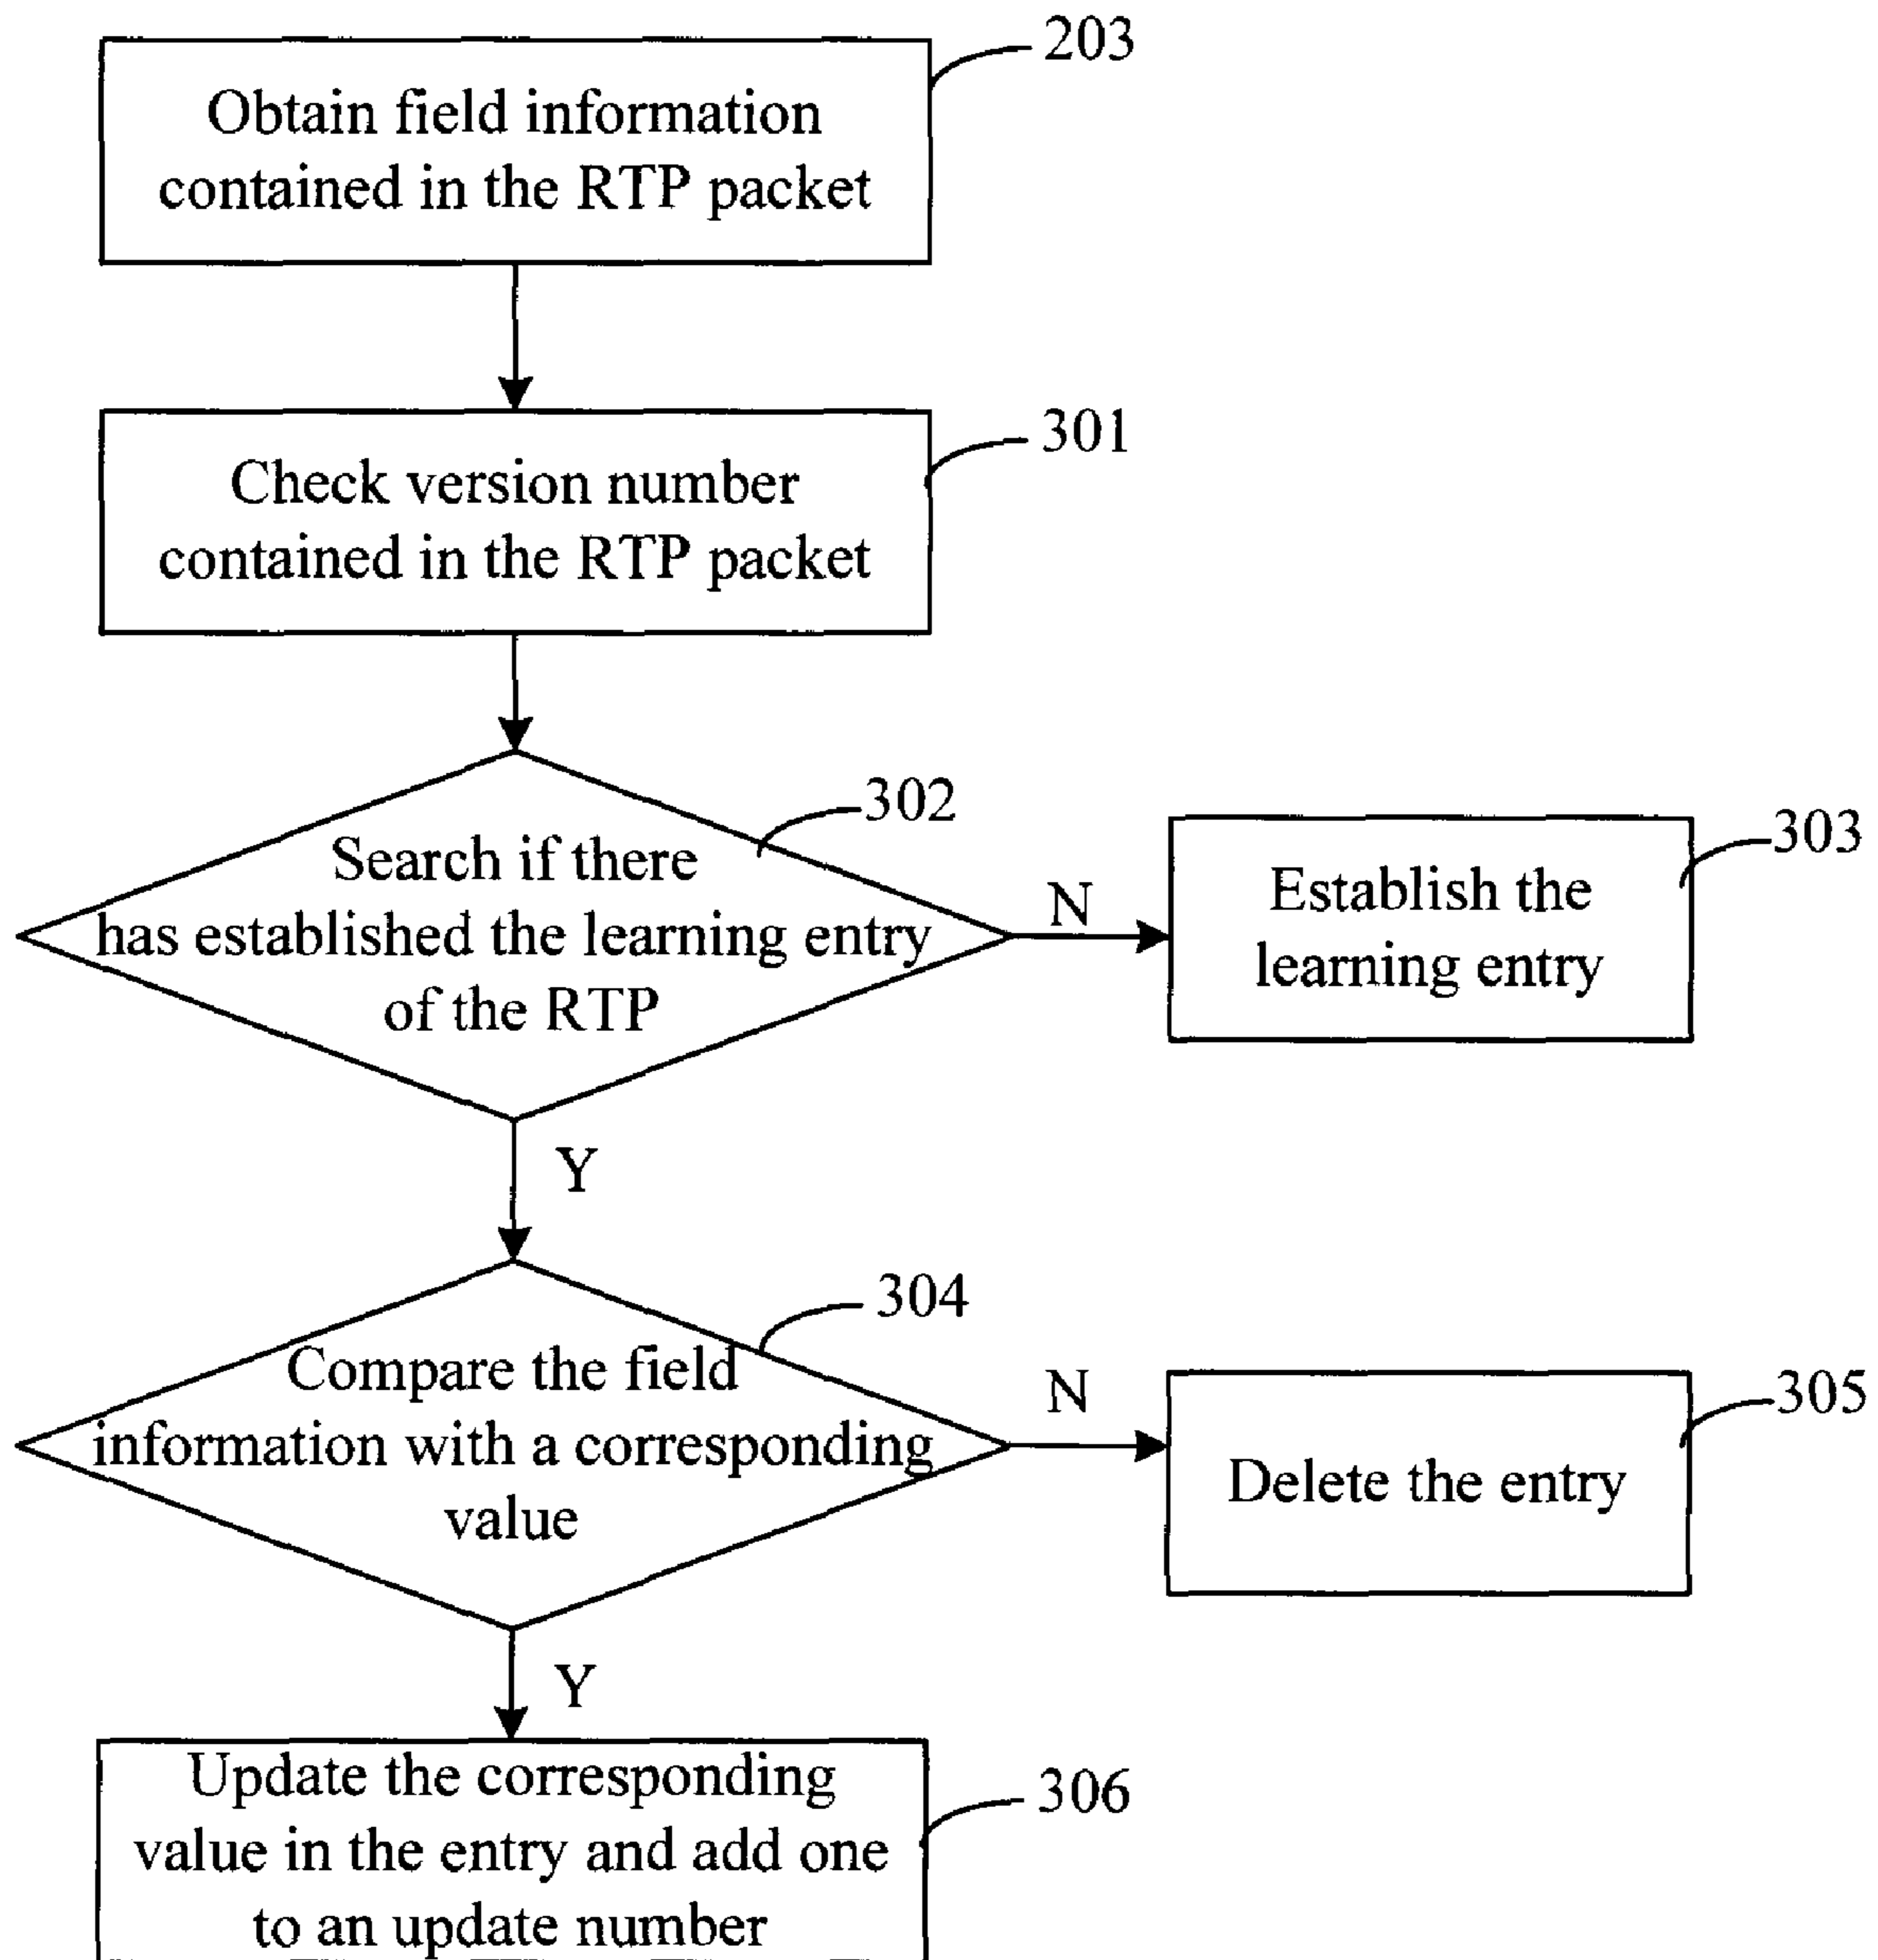 203
Obtain field information
contained in the RTP packet
301
Check version number
contained in the RTP packet
302
Search if there
has established the learning entry
of the RTP
N
303
Establish the
learning entry
Y
304
Compare the field
information with a corresponding
value
N
305
Delete the entry
Y
306
Update the corresponding
value in the entry and add one
to an update number